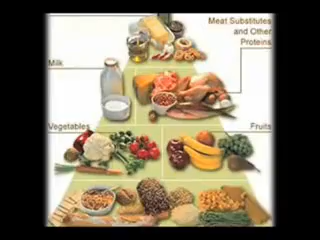 Meat Substitutes
and Other
Proteins
Milk
Vegetables
Fruits